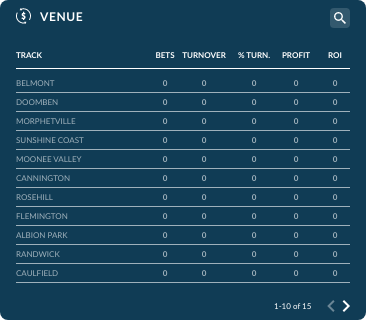 VENUE
TRACK BETS TURNOVER % TURN. PROFIT ROI
BELMONT 0 0 0 0 0
DOOMBEN 0 0 0 0 0
MORPHETVILLE 0 0 0 0 0
SUNSHINE COAST 0 0 0 0 0
MOONEE VALLEY 0 0 0 0 0
CANNINGTON 0 0 0 0 0
ROSEHILL 0 0 0 0 0
FLEMINGTON 0 0 0 0 0
ALBION PARK 0 0 0 0 0
RANDWICK 0 0 0 0 0
CAULFIELD 0 0 0 0 0
1-10 of 15